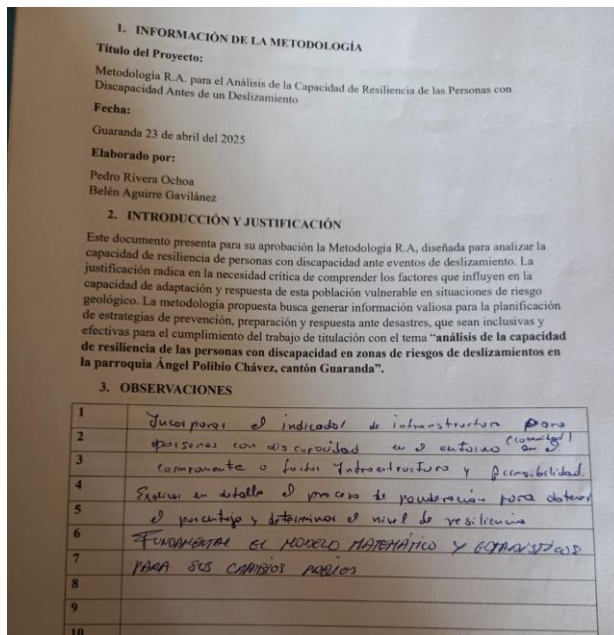 1. INFORMACIÓN DE LA METODOLOGÍA
Título del Proyecto:
Metodología R.A. para el Análisis de la Capacidad de Resiliencia de las Personas con
Discapacidad Antes de un Deslizamiento
Fecha:
Guaranda 23 de abril del 2025
Elaborado por:
Pedro Rivera Ochoa
Belén Aguirre Gavilánez
2. INTRODUCCIÓN Y JUSTIFICACIÓN
Este documento presenta para su aprobación la Metodología R.A, diseñada para analizar la
capacidad de resiliencia de personas con discapacidad ante eventos de deslizamiento. La
justificación radica en la necesidad crítica de comprender los factores que influyen en la
capacidad de adaptación y respuesta de esta población vulnerable en situaciones de riesgo
geológico. La metodología propuesta busca generar información valiosa para la planificación
de estrategias de prevención, preparación y respuesta ante desastres, que sean inclusivas y
efectivas para el cumplimiento del trabajo de titulación con el tema “análisis de la capacidad
de resiliencia de las personas con discapacidad en zonas de riesgos de deslizamientos en
la parroquia Ángel Polibio Chávez, cantón Guaranda”.
3. OBSERVACIONES
1 Incorporar el indicador de infraestructura para
2 personas con discapacidad en el entorno en el
3 componente o factor Infraestructura y Accesibilidad.
4 Explicar en detalle el proceso de ponderación para obtener
5 el porcentaje y determinar el nivel de resiliencia
6 FUNDAMENTAR EL MODELO MATEMÁTICO Y ESTADÍSTICOS
7 PARA SUS CAMBIOS
8
9
10